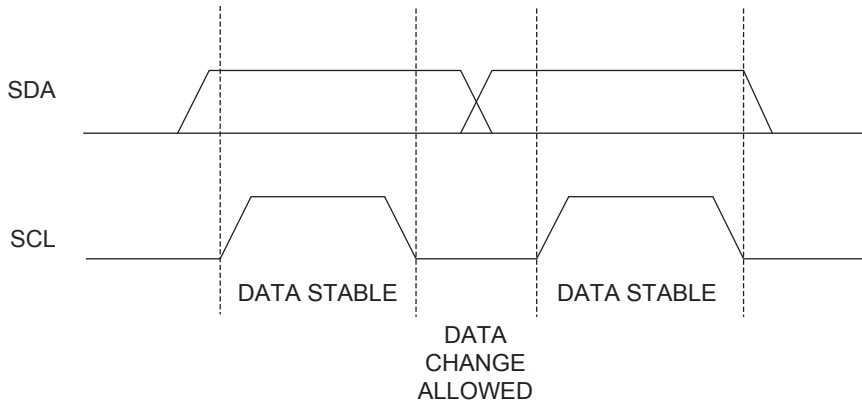 SDA
SCL
DATA STABLE
DATA STABLE
DATA
CHANGE
ALLOWED